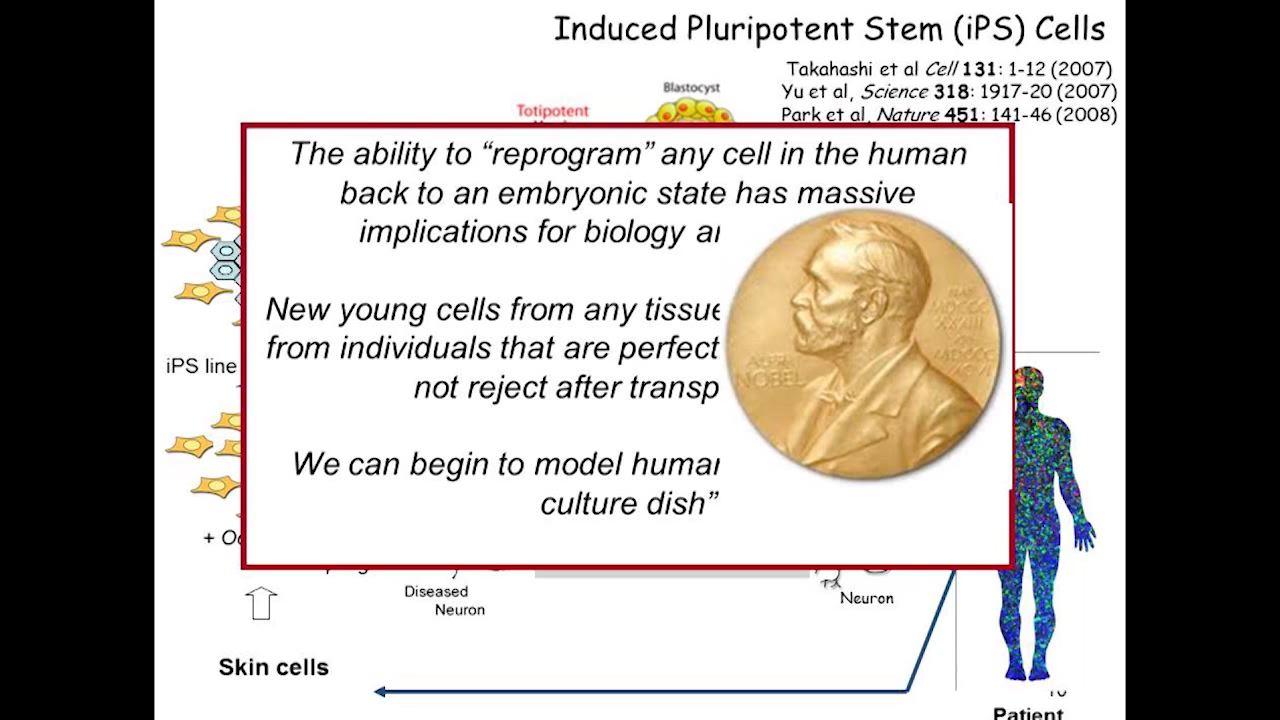 Induced Pluripotent Stem (iPS) Cells
Takahashi et al Cell 131: 1-12 (2007)
Yu et al, Science 318: 1917-20 (2007)
Park et al, Nature 451: 141-46 (2008)
Blastocyst
Totipotent
The ability to “reprogram” any cell in the human
back to an embryonic state has massive
implications for biology
New young cells from any tissue
from individuals that are perfect
not reject after transp
We can begin to model human
culture dish”
NOBEL
iPS line
+
Diseased
Neuron
Neuron
Skin cells
Patient